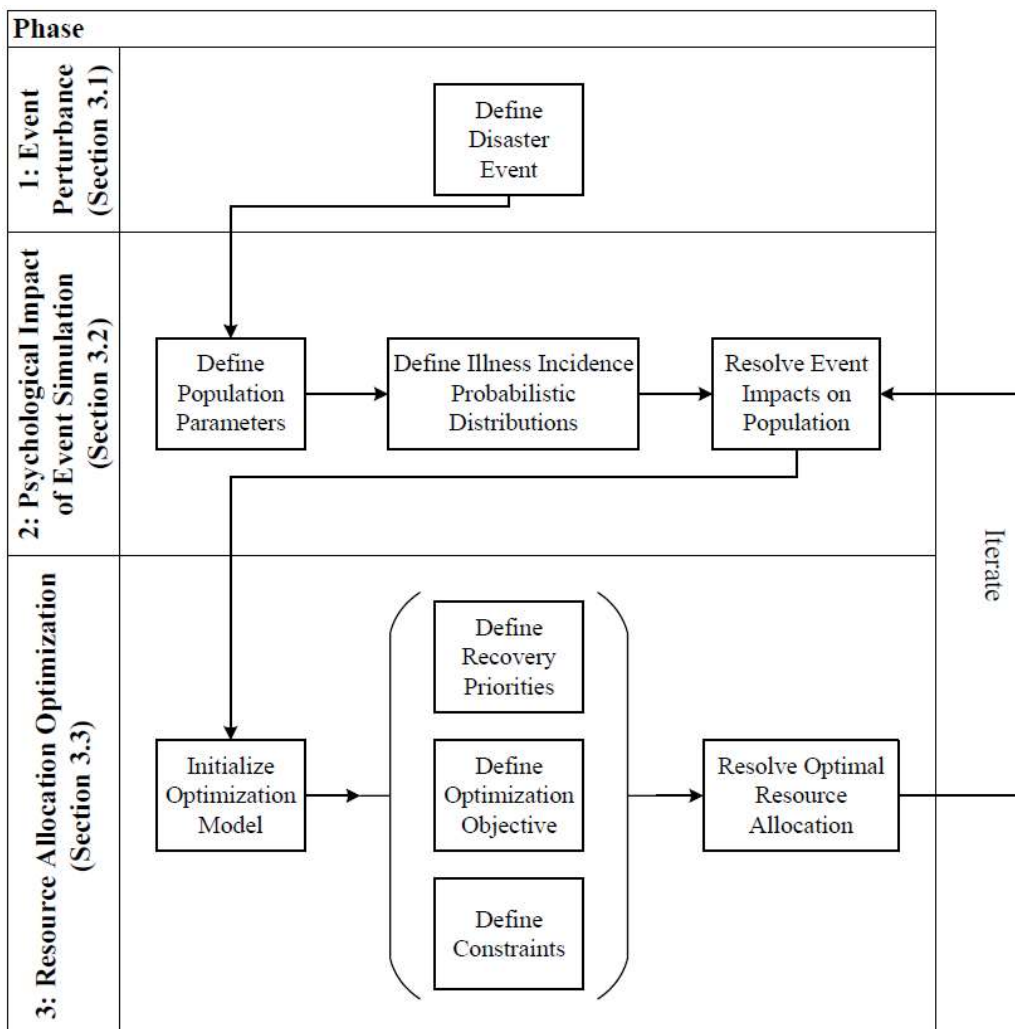 Phase
1: Event
Perturbance
(Section 3.1)
Define
Disaster
Event
2: Psychological Impact
of Event Simulation
(Section 3.2)
Define
Population
Parameters
Define Illness Incidence
Probabilistic
Distributions
Resolve Event
Impacts on
Population
Iterate
3: Resource Allocation Optimization
(Section 3.3)
Initialize
Optimization
Model
Define
Recovery
Priorities
Define
Optimization
Objective
Define
Constraints
Resolve Optimal
Resource
Allocation